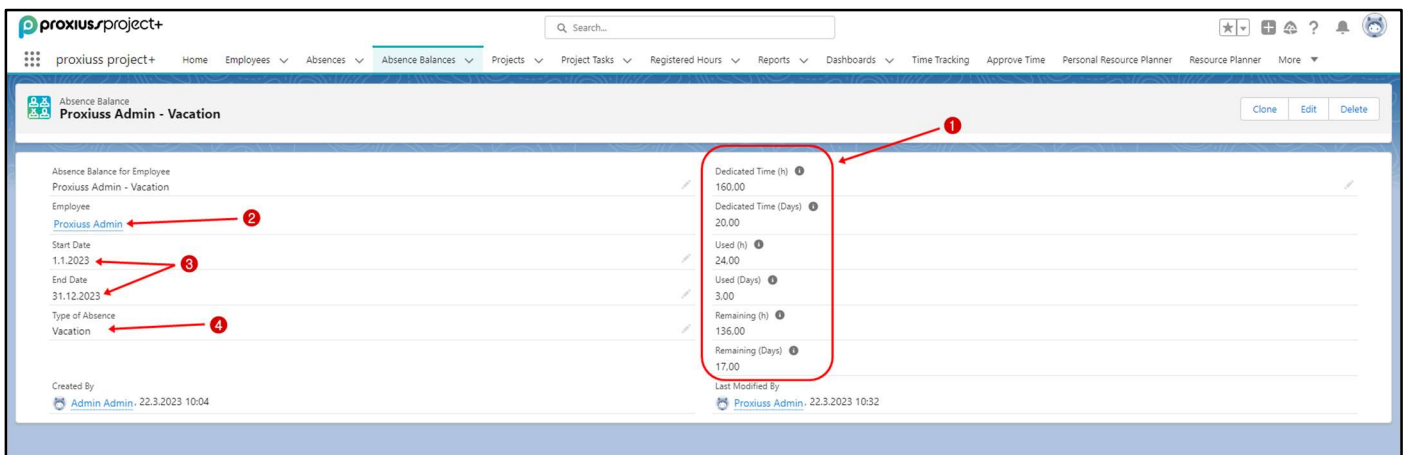 proxius project+
Search...
proxiuss project+ Home Employees Absences Absence Balances Projects Project Tasks Registered Hours Reports Dashboards Time Tracking Approve Time Personal Resource Planner Resource Planner More
Absence Balance
Proxiuss Admin - Vacation
Clone Edit Delete
1
Absence Balance for Employee
Proxiuss Admin - Vacation
Employee
Proxiuss Admin
2
Start Date
1.1.2023
3
End Date
31.12.2023
Type of Absence
Vacation
4
Dedicated Time (h)
160.00
Dedicated Time (Days)
20.00
Used (h)
24.00
Used (Days)
3.00
Remaining (h)
136.00
Remaining (Days)
17.00
Created By
Admin Admin, 22.3.2023 10:04
Last Modified By
Proxiuss Admin, 22.3.2023 10:32